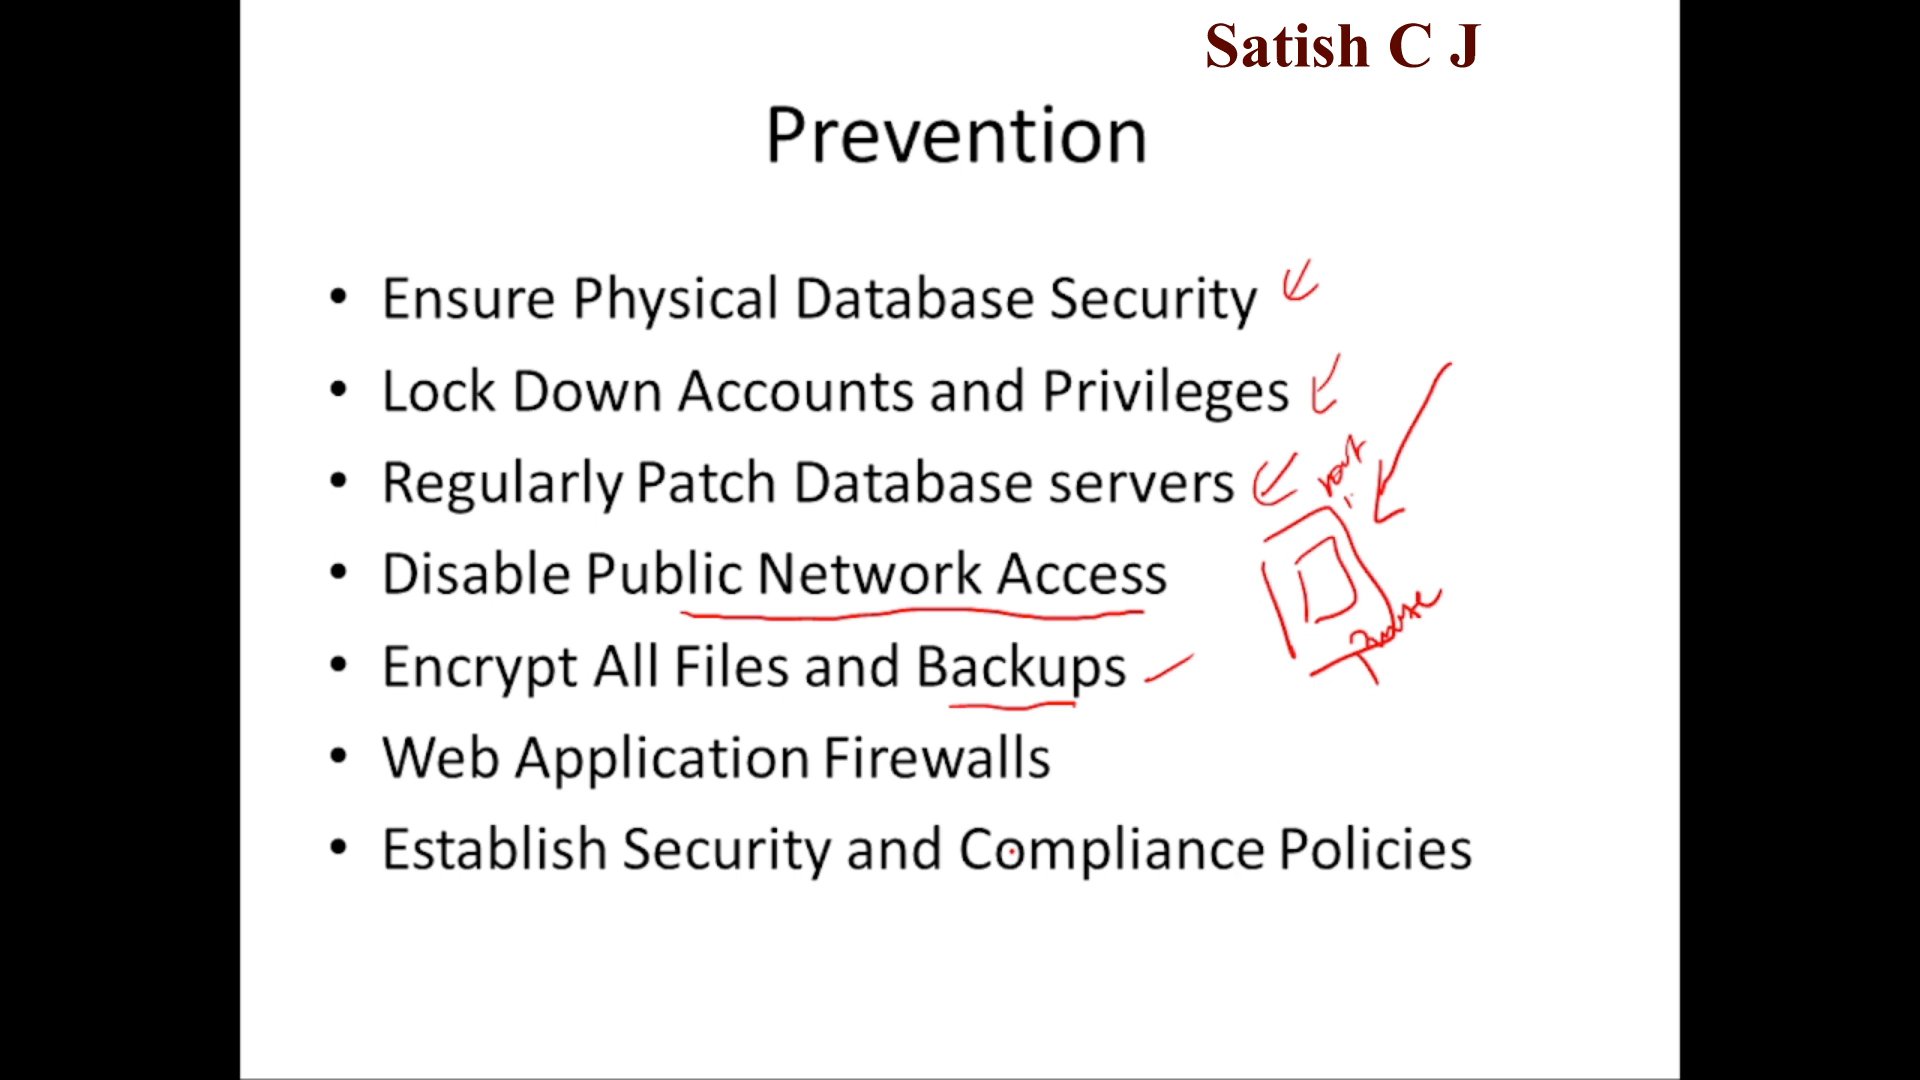 Satish C J
Prevention
• Ensure Physical Database Security
• Lock Down Accounts and Privileges
• Regularly Patch Database servers
• Disable Public Network Access
• Encrypt All Files and Backups
• Web Application Firewalls
• Establish Security and Compliance Policies